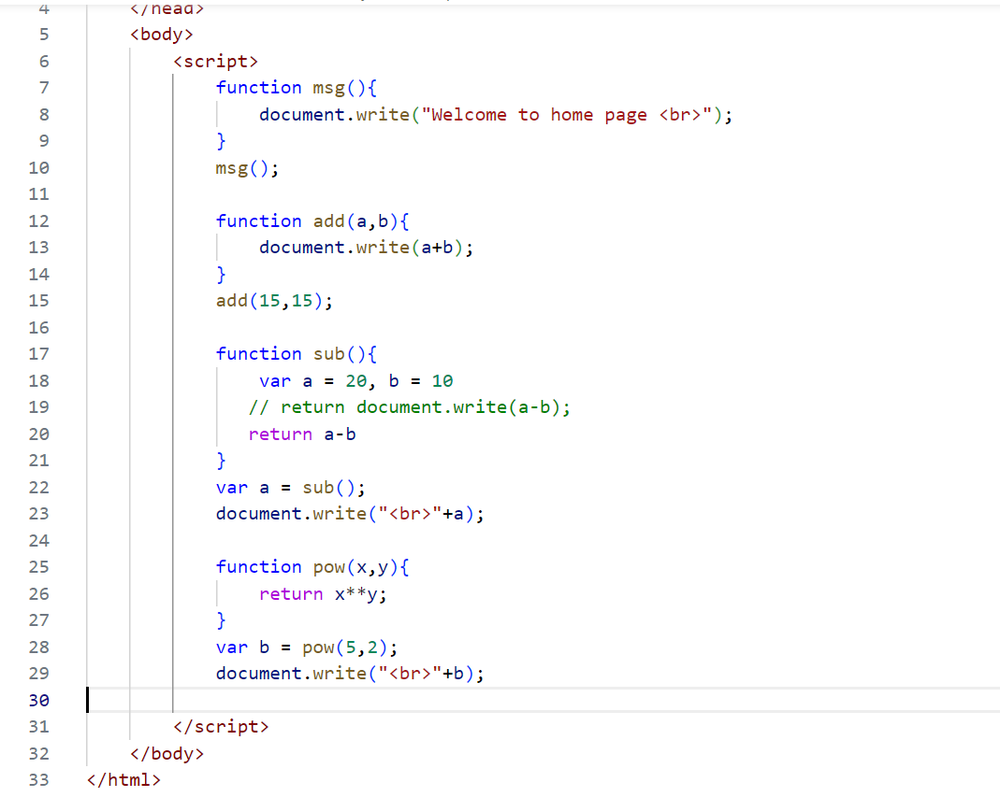 4 </head>
5 <body>
6 <script>
7 function msg(){
8 document.write("Welcome to home page <br>");
9 }
10 msg();
11
12 function add(a,b){
13 document.write(a+b);
14 }
15 add(15,15);
16
17 function sub(){
18 var a = 20, b = 10
19 // return document.write(a-b);
20 return a-b
21 }
22 var a = sub();
23 document.write("<br>"+a);
24
25 function pow(x,y){
26 return x**y;
27 }
28 var b = pow(5,2);
29 document.write("<br>"+b);
30
31 </script>
32 </body>
33 </html>